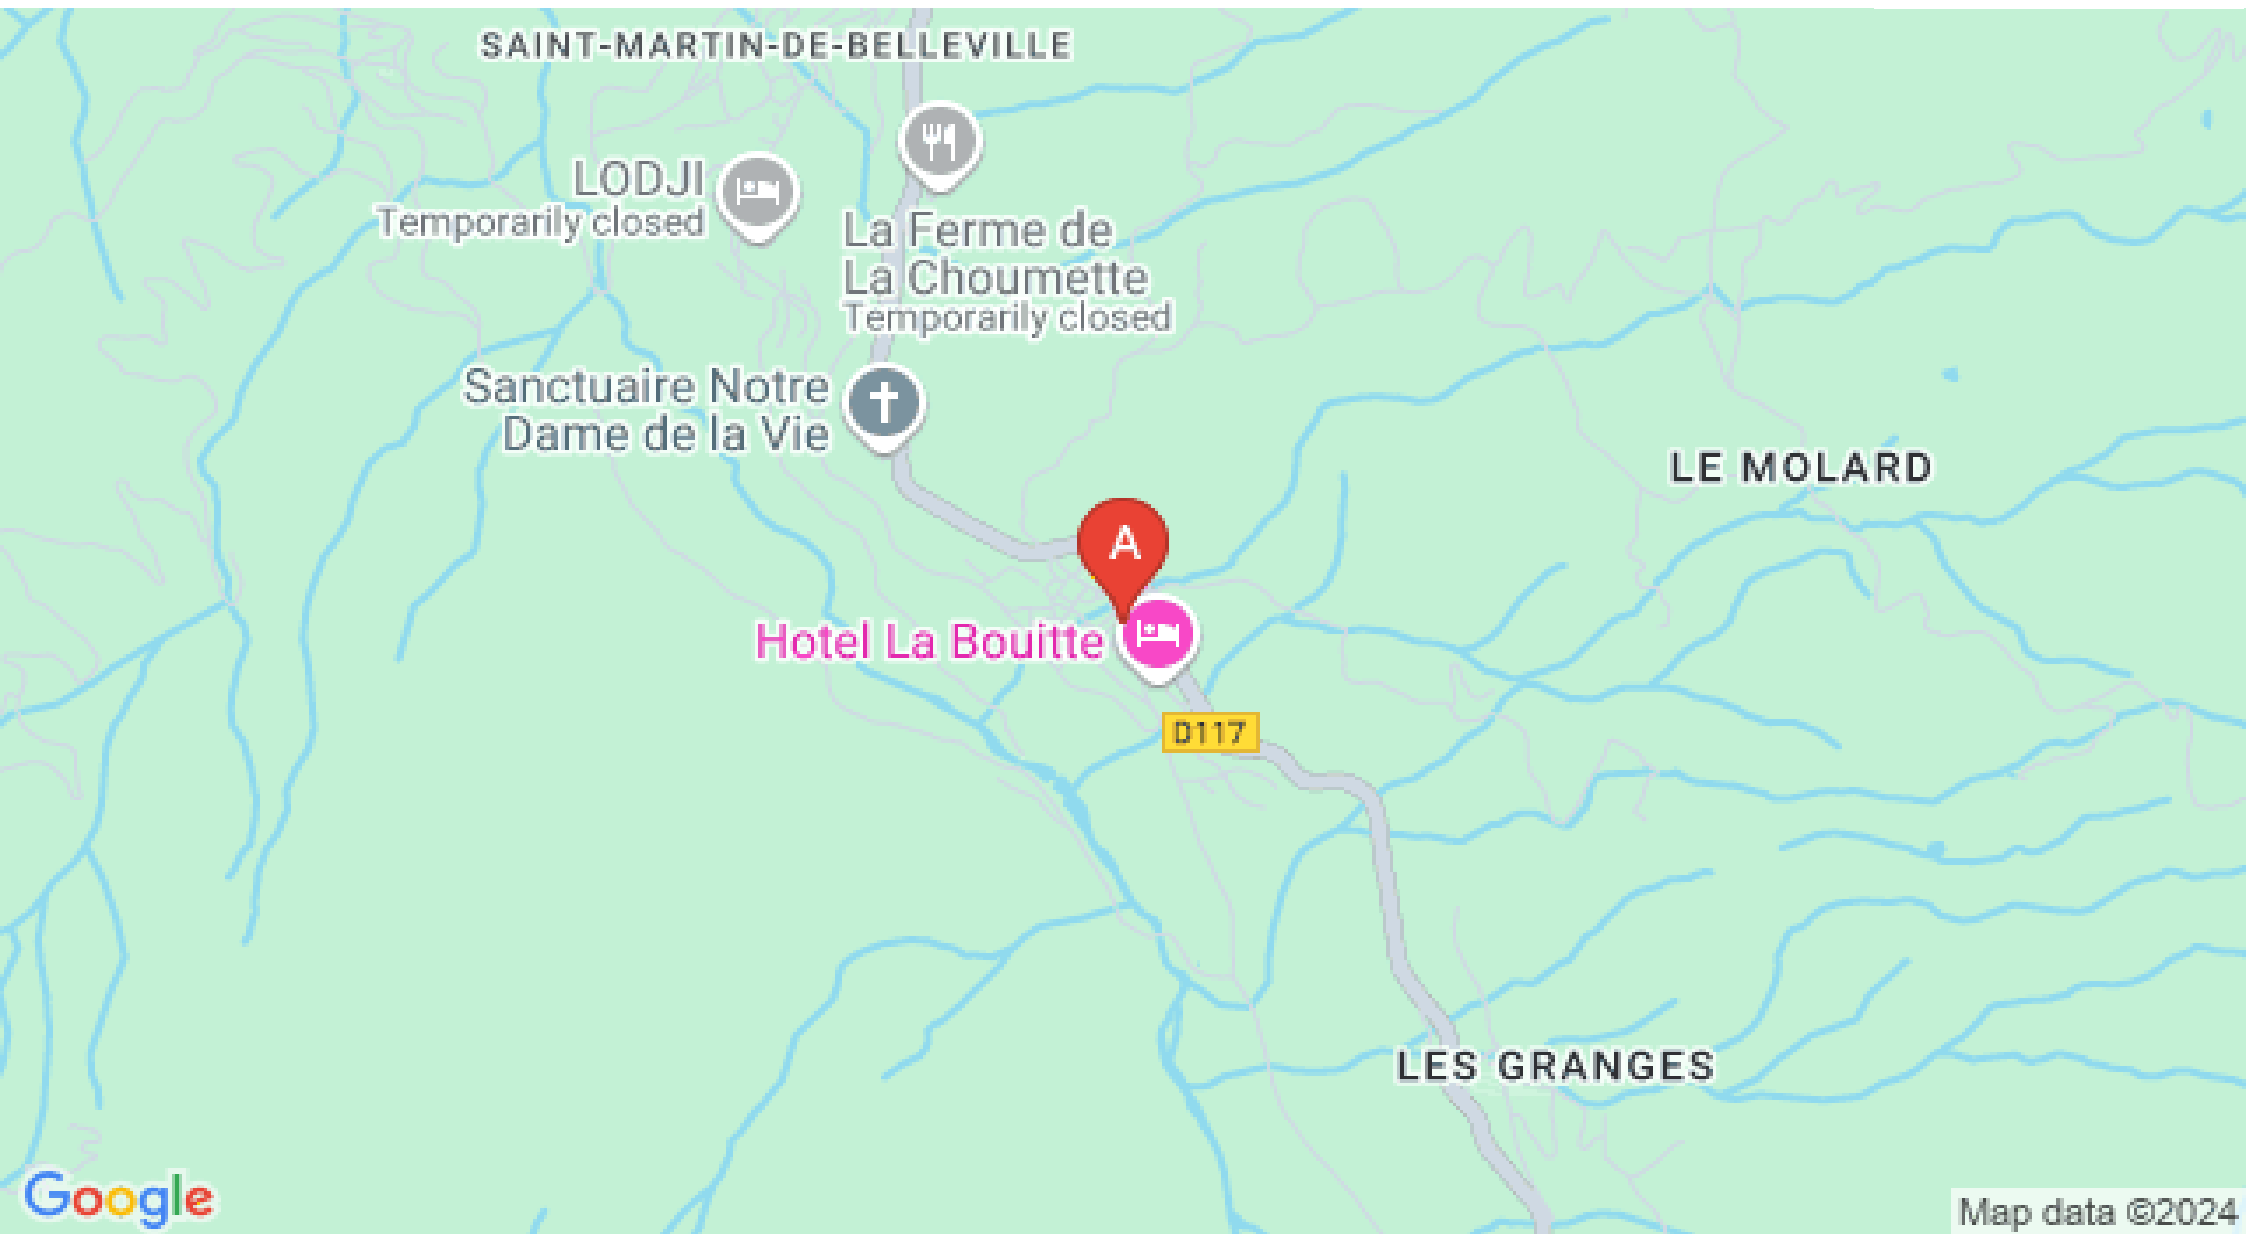 SAINT-MARTIN-DE-BELLEVILLE
LODJI
Temporarily closed
La Ferme de
La Choumette
Temporarily closed
Sanctuaire Notre
Dame de la Vie
LE MOLARD
A
Hotel La Bouitte
D117
LES GRANGES
Google
Map data ©2024